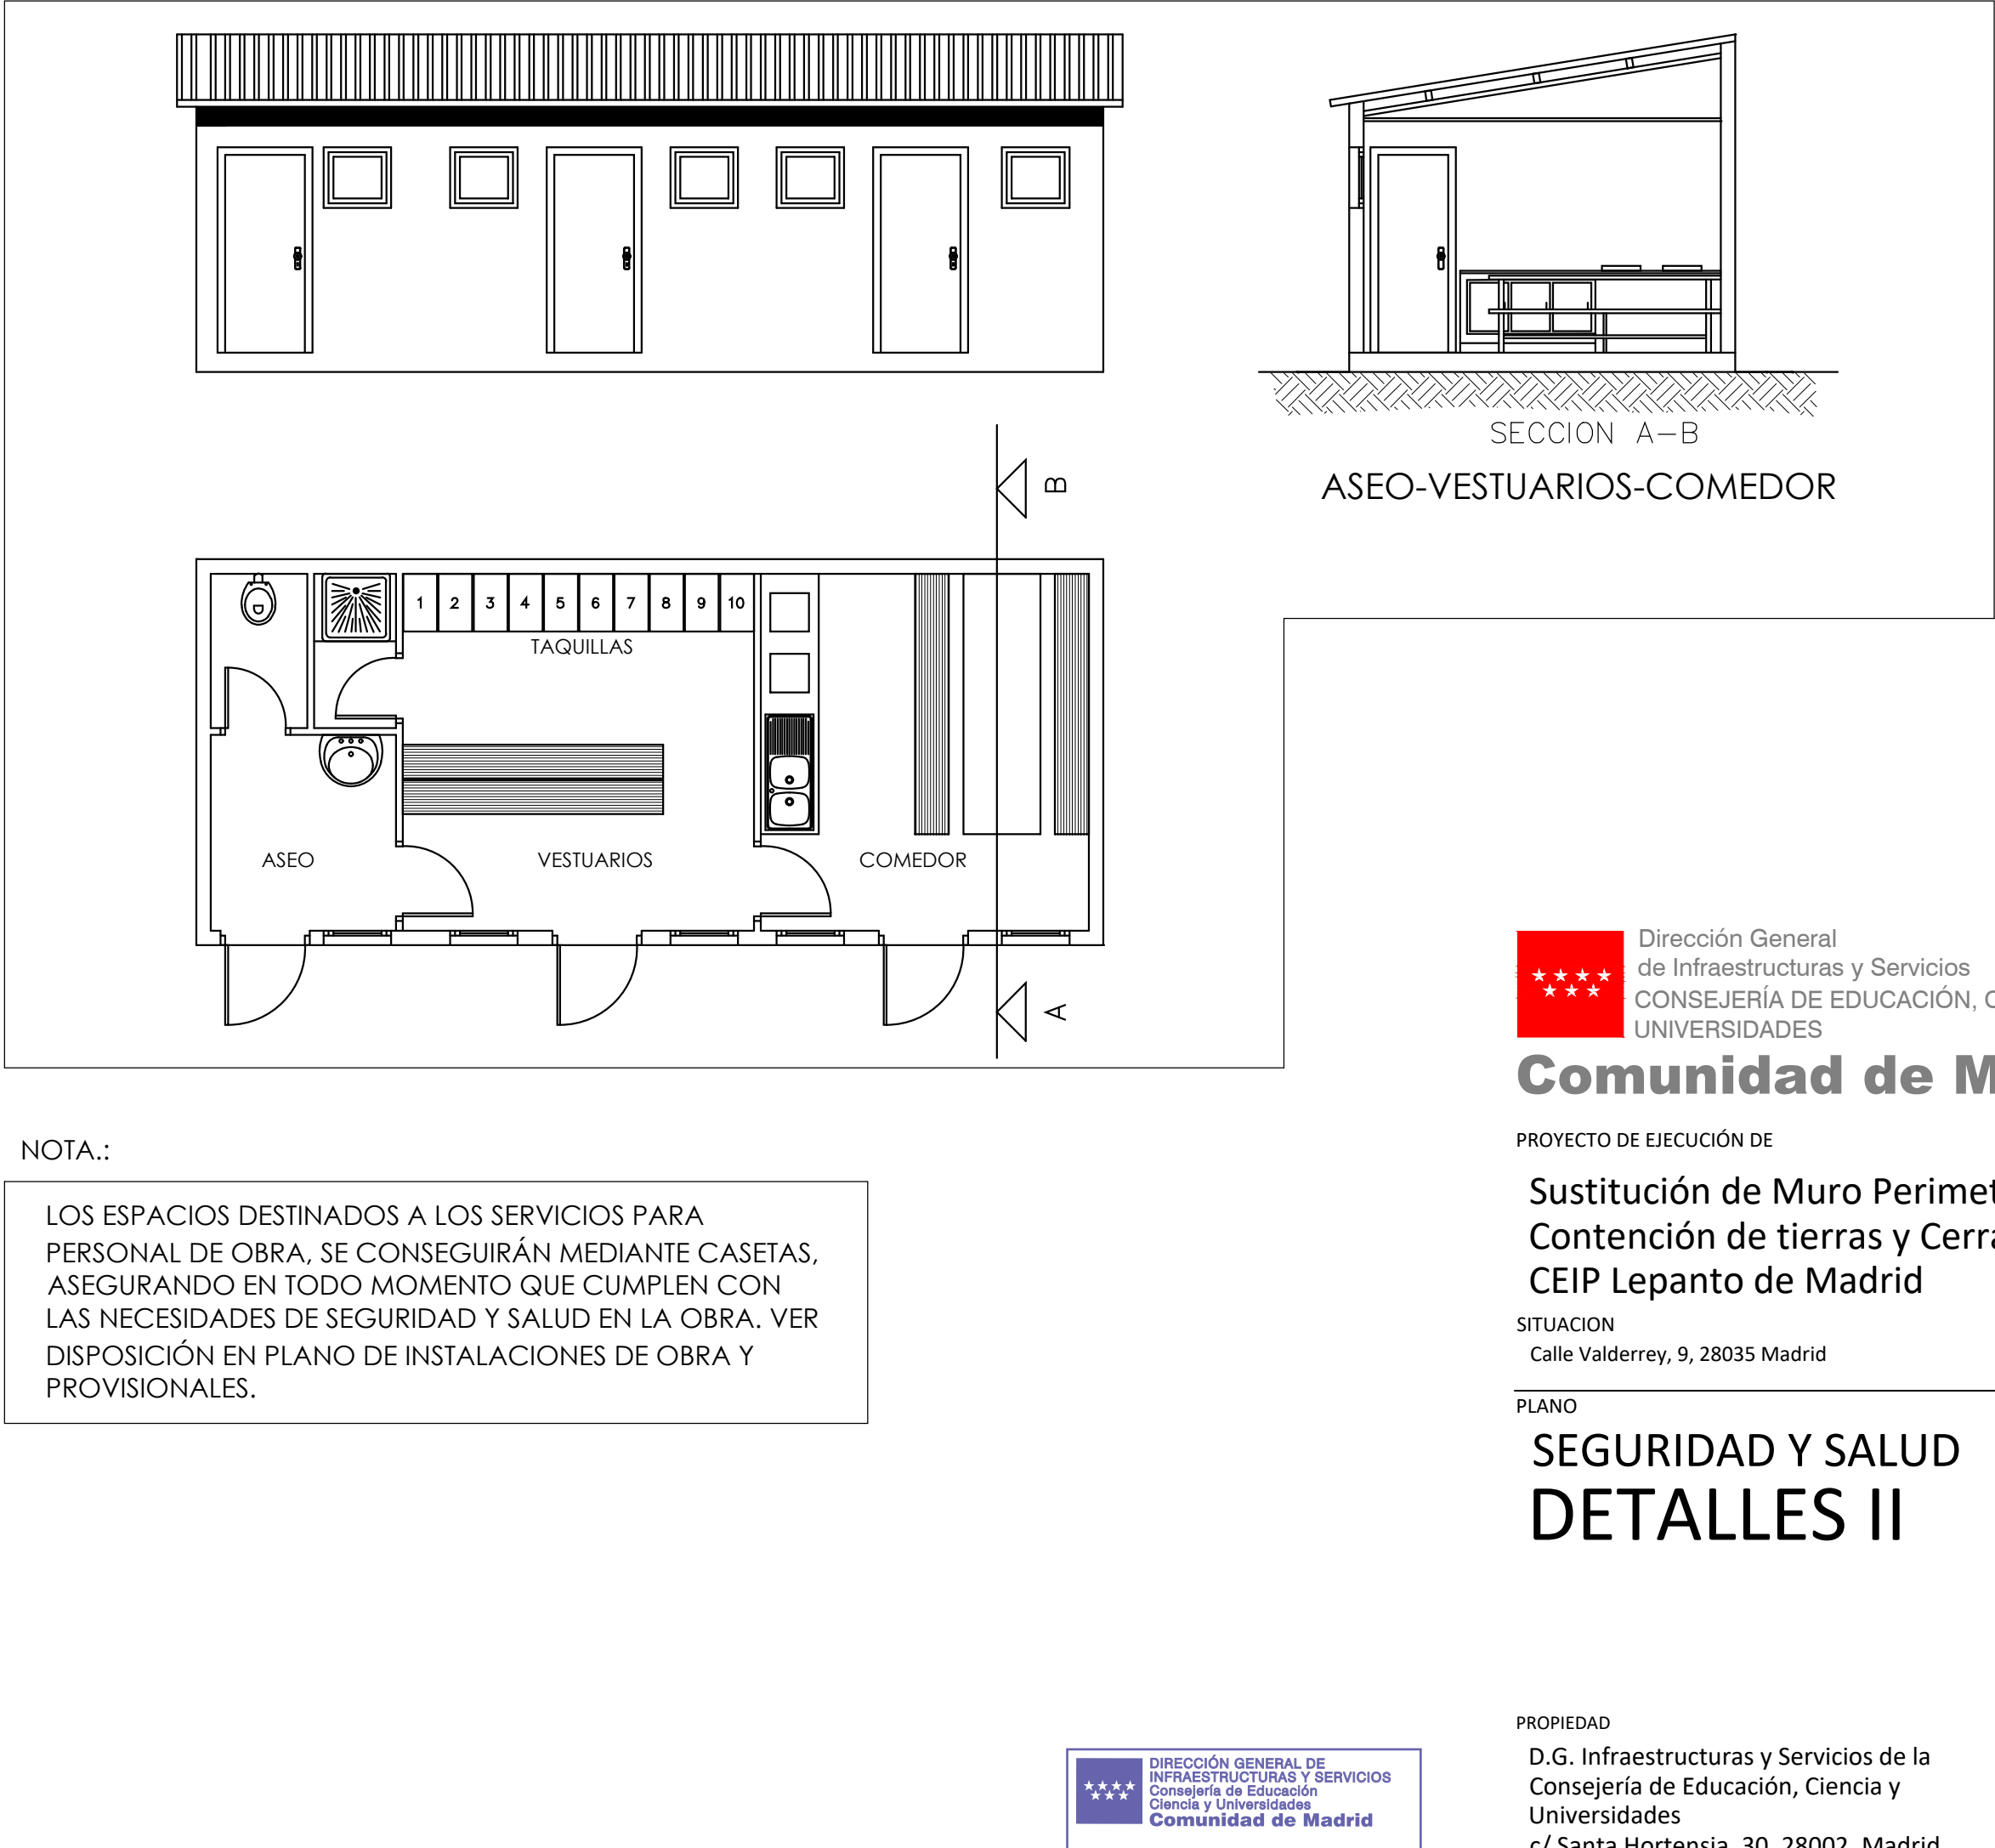 SECCION A-B
ASEO-VESTUARIOS-COMEDOR
B
1 2 3 4 5 6 7 8 9 10
TAQUILLAS
ASEO
VESTUARIOS
COMEDOR
A
NOTA.:
LOS ESPACIOS DESTINADOS A LOS SERVICIOS PARA
PERSONAL DE OBRA, SE CONSEGUIRÁN MEDIANTE CASETAS,
ASEGURANDO EN TODO MOMENTO QUE CUMPLEN CON
LAS NECESIDADES DE SEGURIDAD Y SALUD EN LA OBRA. VER
DISPOSICIÓN EN PLANO DE INSTALACIONES DE OBRA Y
PROVISIONALES.
Dirección General
de Infraestructuras y Servicios
CONSEJERÍA DE EDUCACIÓN,
UNIVERSIDADES
Comunidad de M
PROYECTO DE EJECUCIÓN DE
Sustitución de Muro Perimet
Contención de tierras y Cerra
CEIP Lepanto de Madrid
SITUACION
Calle Valderrey, 9, 28035 Madrid
PLANO
SEGURIDAD Y SALUD
DETALLES II
PROPIEDAD
D.G. Infraestructuras y Servicios de la
Consejería de Educación, Ciencia y
Universidades
c/ Santa Hortensia, 30, 28002, Madrid
DIRECCIÓN GENERAL DE
INFRAESTRUCTURAS Y SERVICIOS
Consejería de Educación
Ciencia y Universidades
Comunidad de Madrid